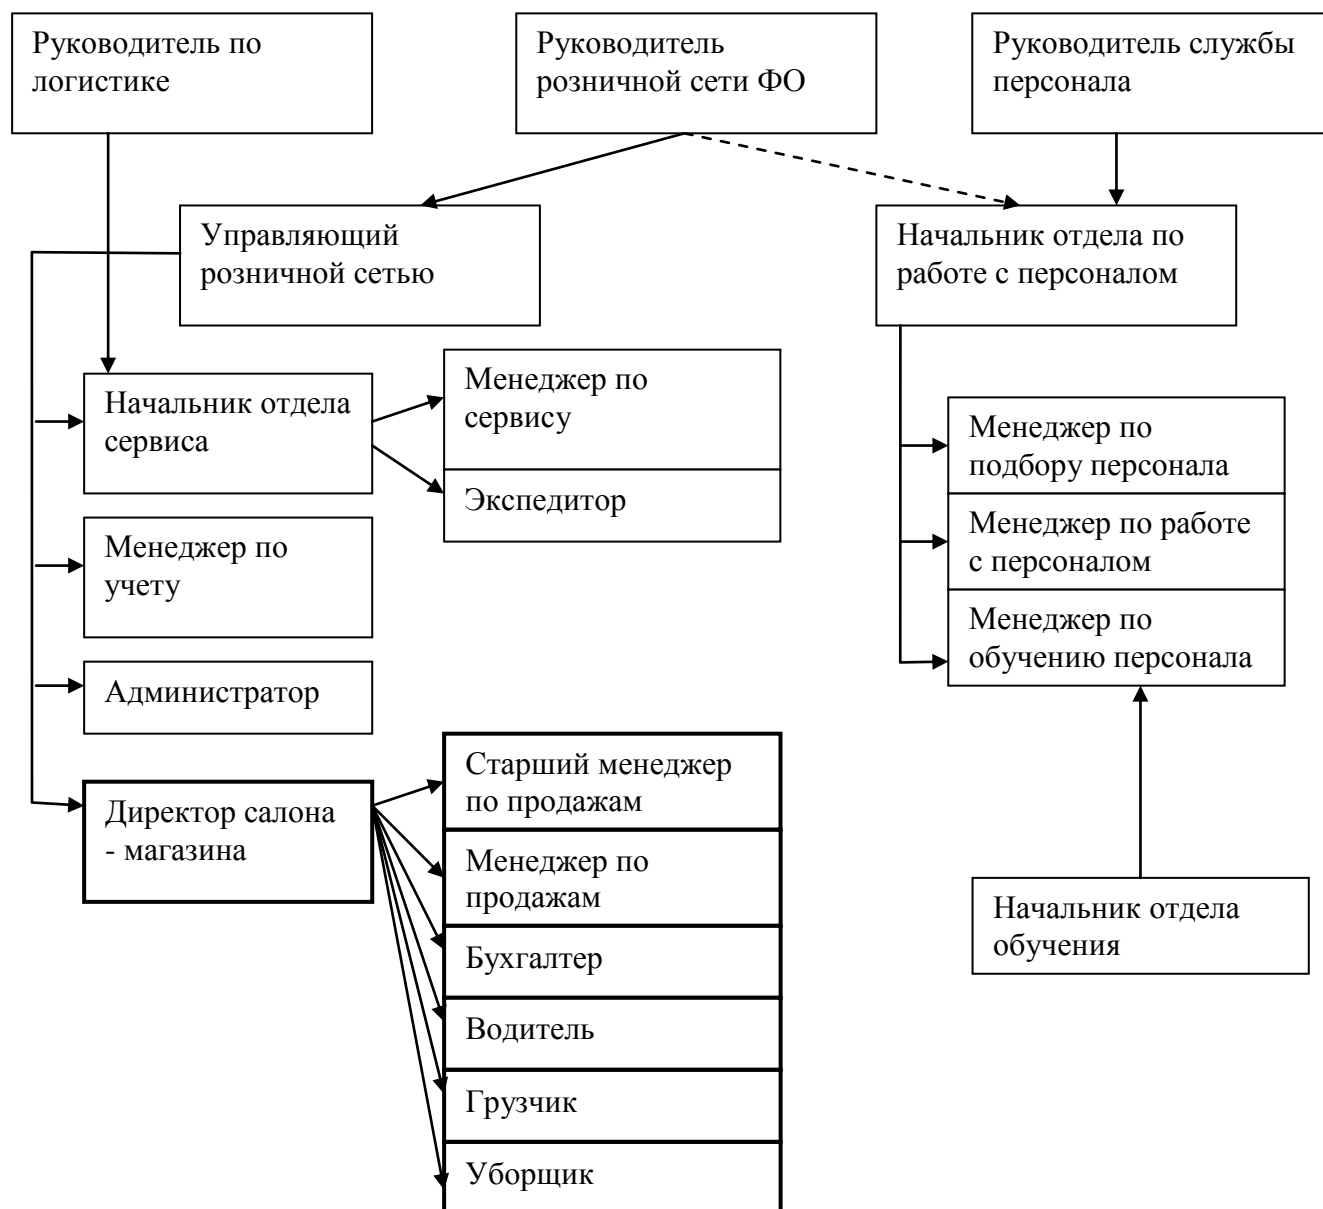 Руководитель по
логистике
Руководитель
розничной сети ФО
Руководитель службы
персонала
Управляющий
розничной сетью
Начальник отдела по
работе с персоналом
Начальник отдела
сервиса
Менеджер по
сервису
Экспедитор
Менеджер по
учету
Администратор
Директор салона
- магазина
Старший менеджер
по продажам
Менеджер по
продажам
Бухгалтер
Водитель
Грузчик
Уборщик
Менеджер по
подбору персонала
Менеджер по работе
с персоналом
Менеджер по
обучению персонала
Начальник отдела
обучения